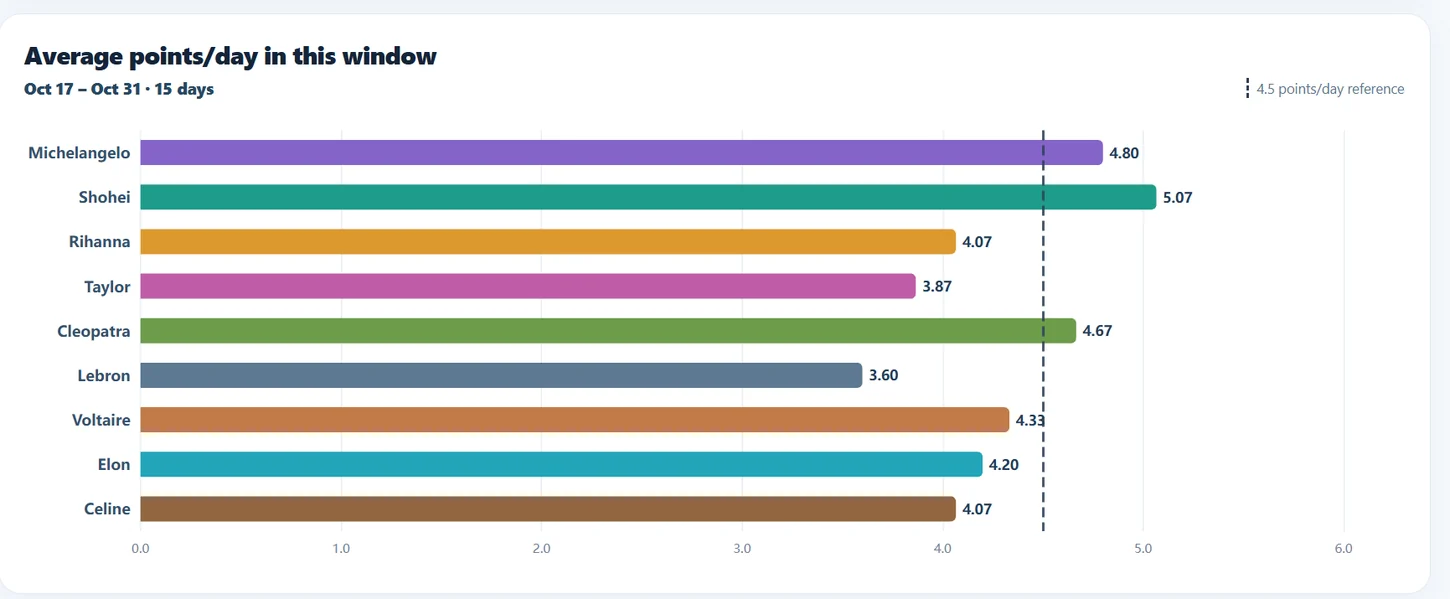 Average points/day in this window
Oct 17 – Oct 31 · 15 days
4.5 points/day reference
Michelangelo 4.80
Shohei 5.07
Rihanna 4.07
Taylor 3.87
Cleopatra 4.67
Lebron 3.60
Voltaire 4.33
Elon 4.20
Celine 4.07
0.0 1.0 2.0 3.0 4.0 5.0 6.0